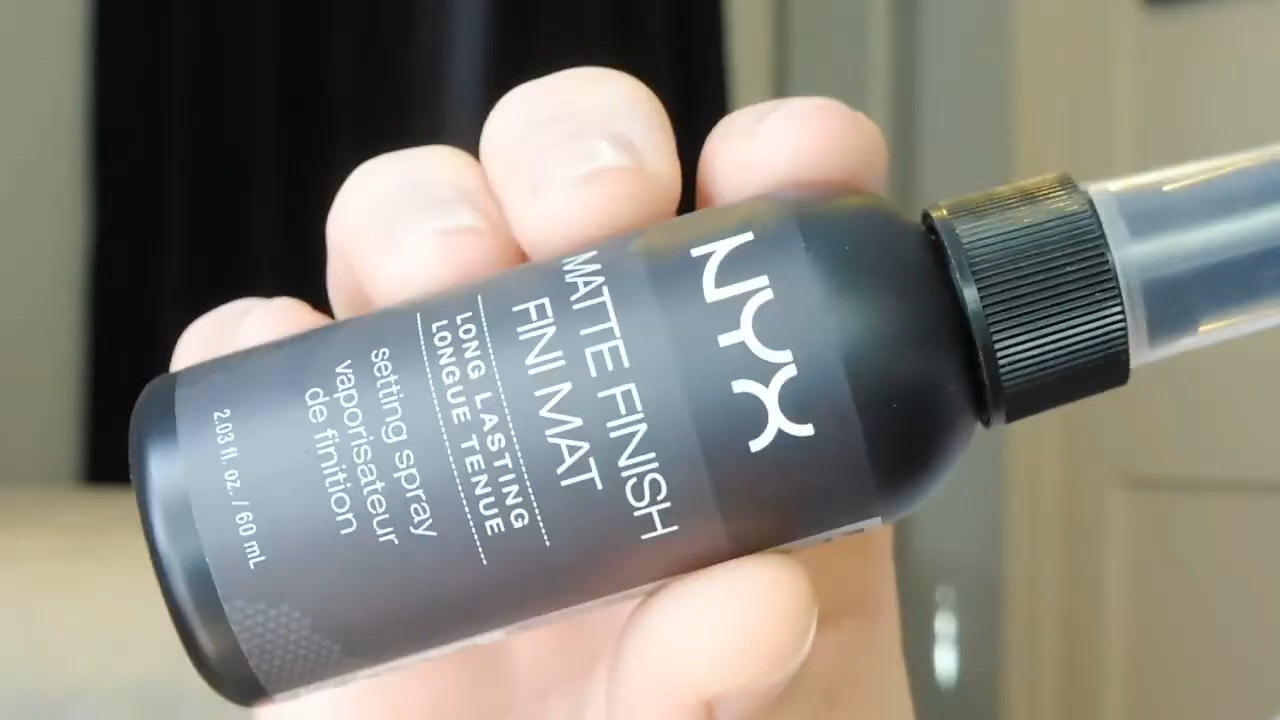 NYX
MATTE FINISH
FINI MAT
LONG LASTING
LONGUE TENUE
setting spray
vaporisateur
de finition
2.03 fl. oz. / 60 mL